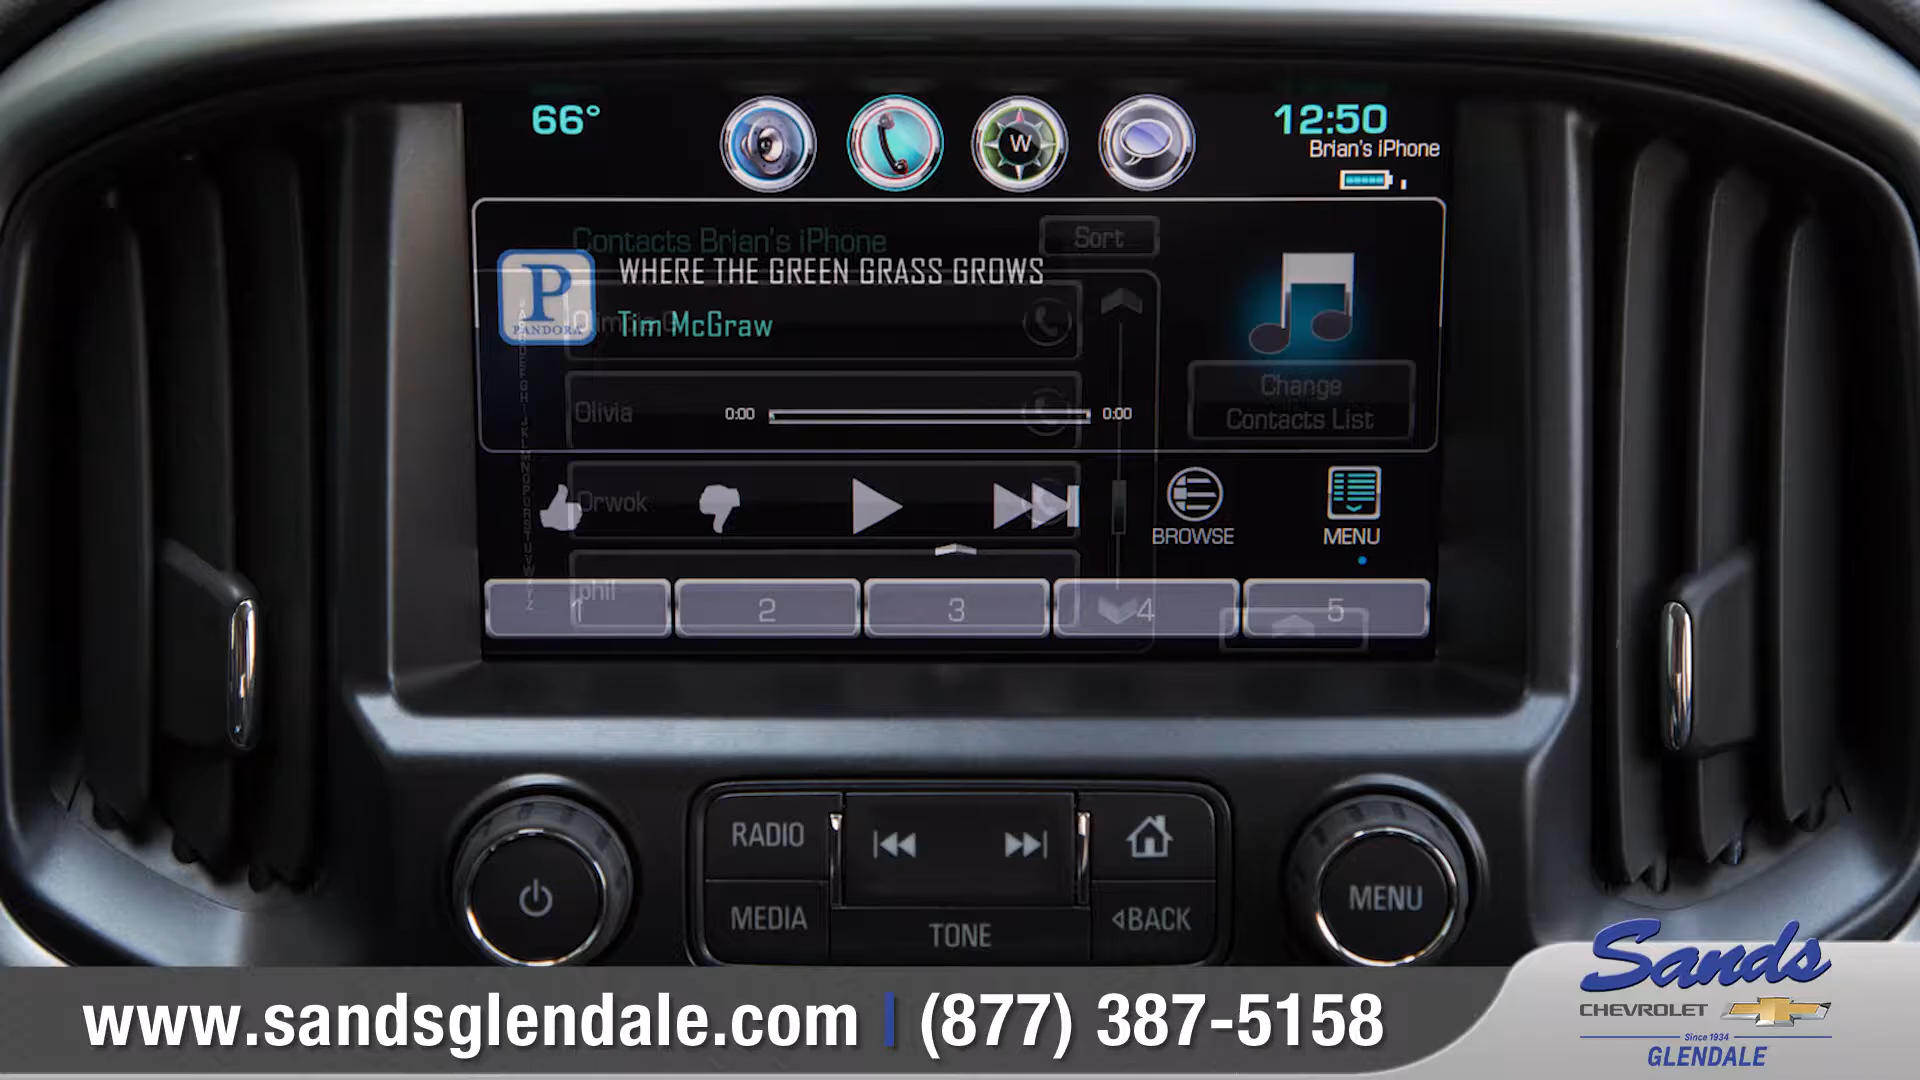 66°
W
12:50
Brian's iPhone
Contacts Brian's iPhone
Sort
P
PANDORA
WHERE THE GREEN GRASS GROWS
Tim McGraw
Olivia
0:00
0:00
Change
Contacts List
Orwok
BROWSE
MENU
phil
1
2
3
4
5
RADIO
MEDIA
TONE
BACK
MENU
www.sandsglendale.com | (877) 387-5158
Sands
CHEVROLET
Since 1934
GLENDALE